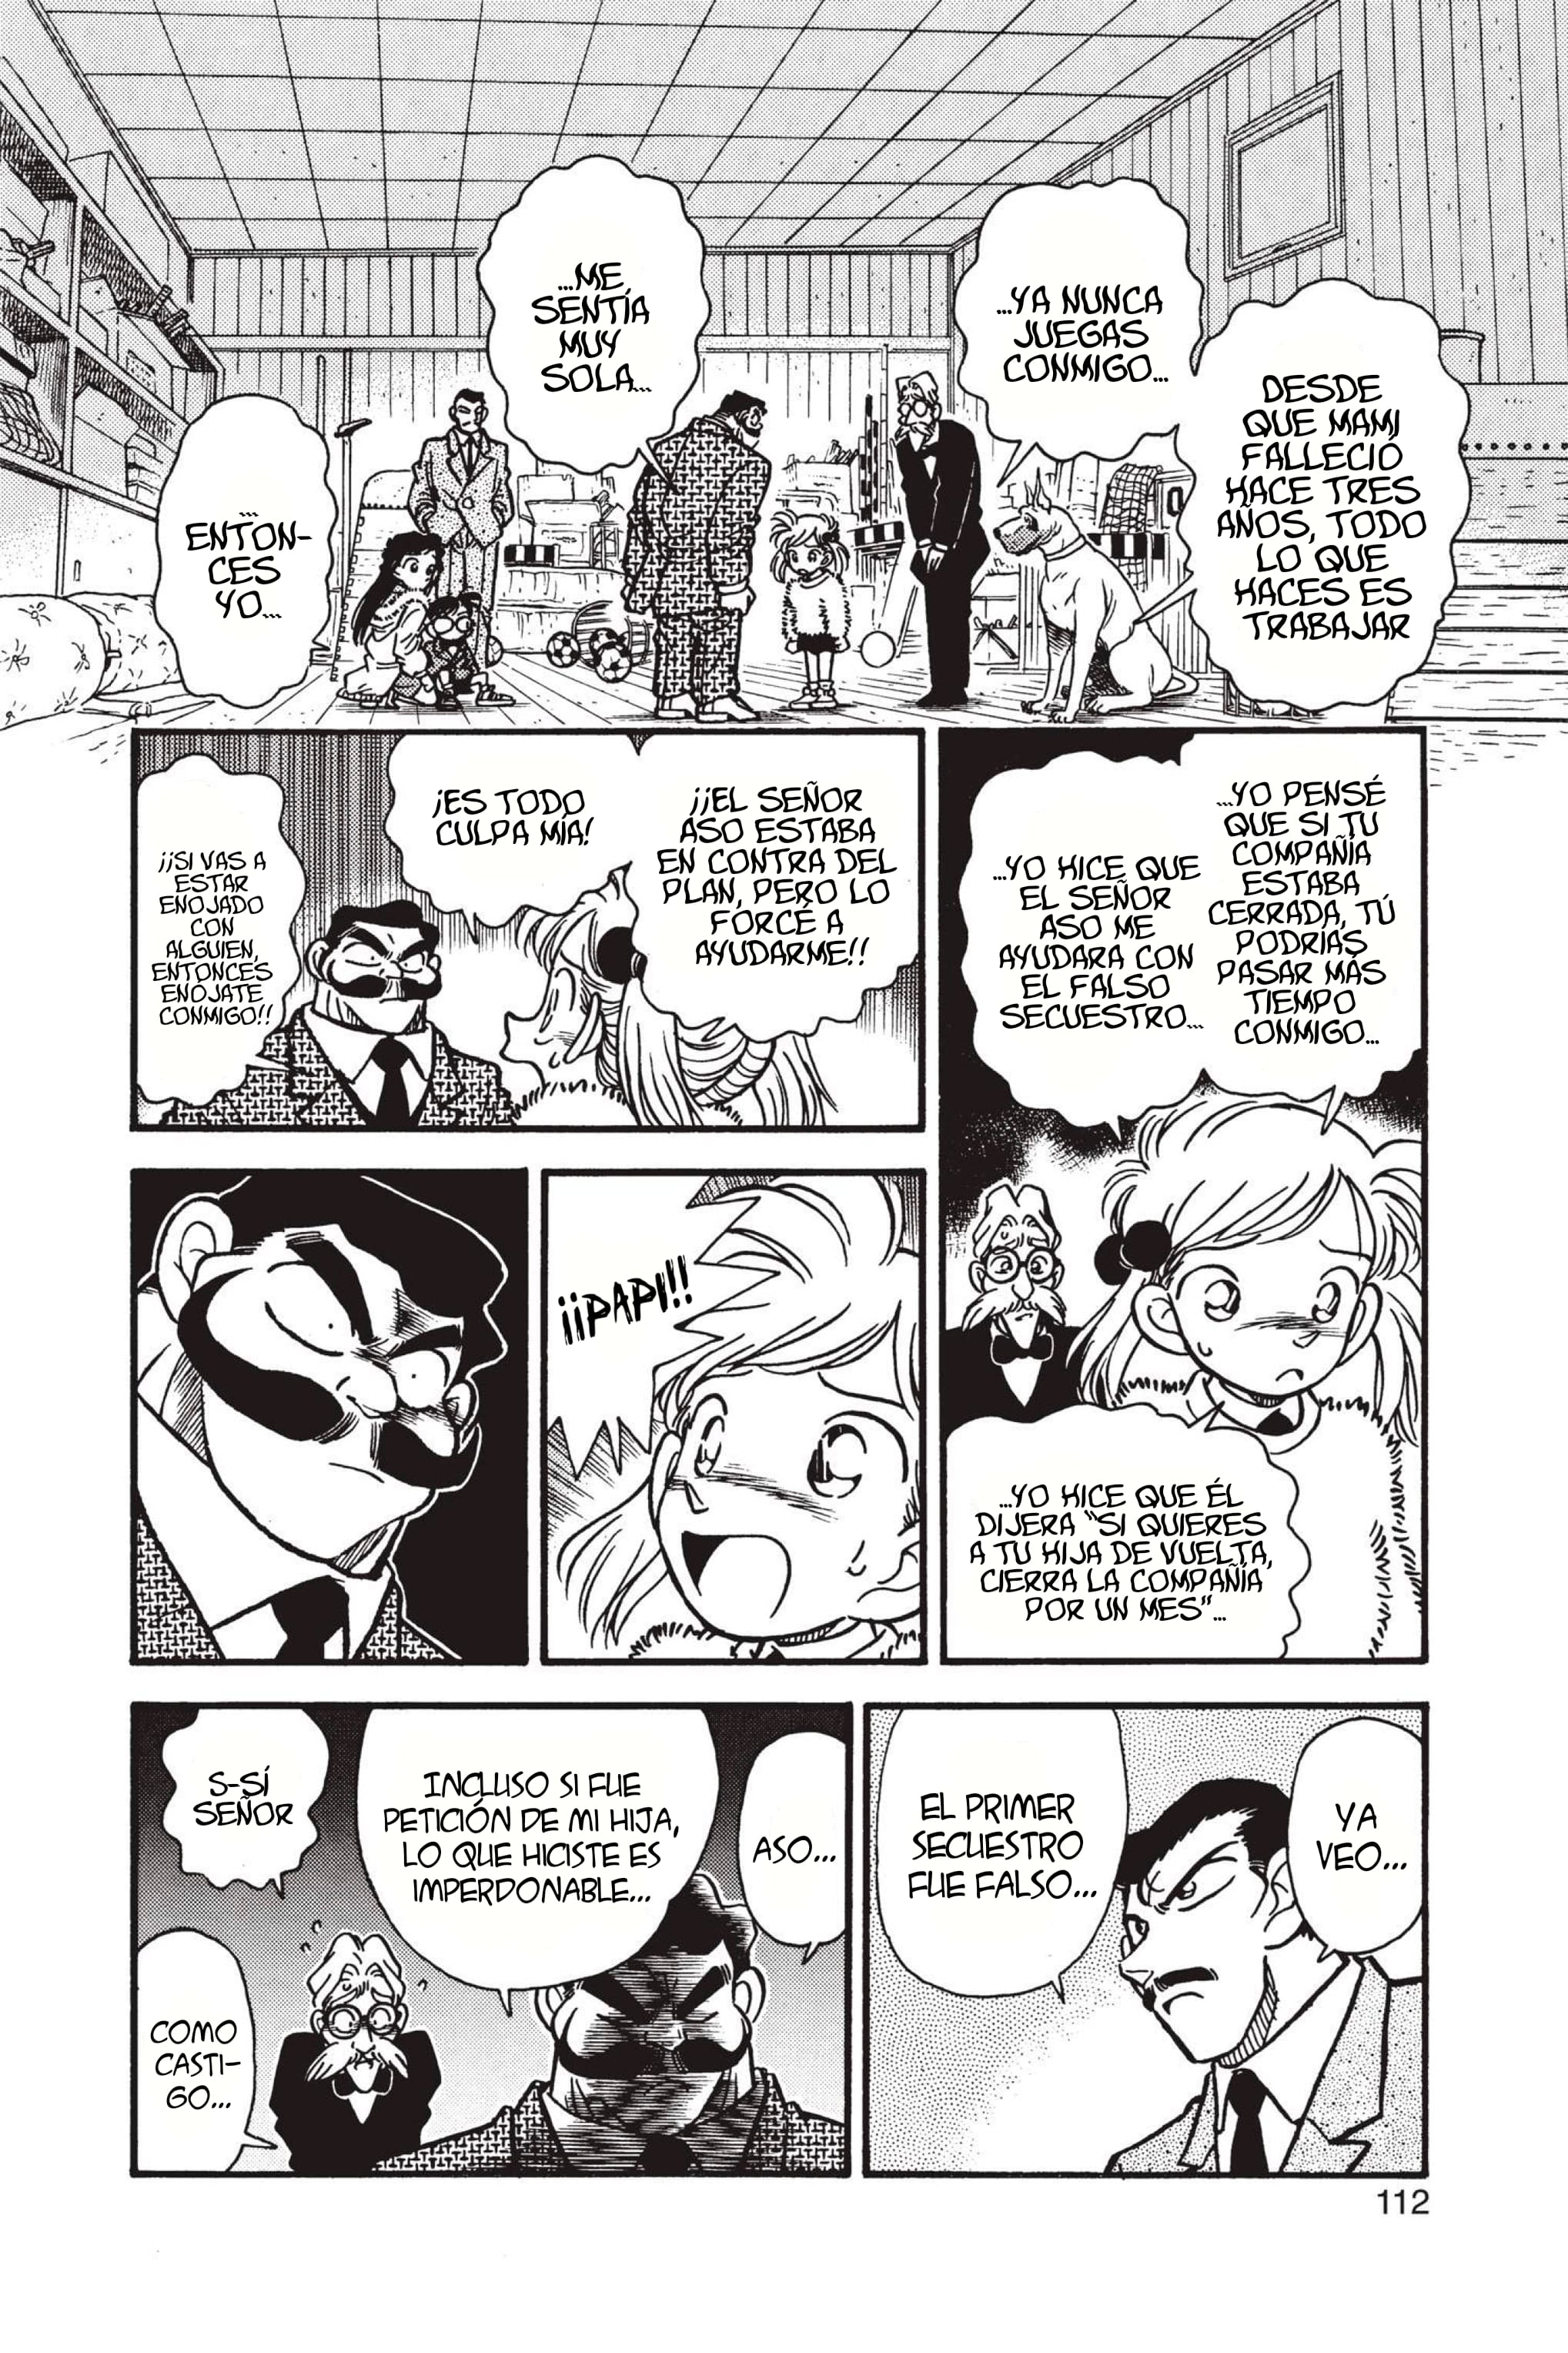 DESDE
QUE MAMI
FALLECIÓ
HACE TRES
AÑOS, TODO
LO QUE
HACES ES
TRABAJAR
...YA NUNCA
JUEGAS
CONMIGO...
...ME
SENTÍA
MUY
SOLA...
...
ENTON-
CES
YO...
...YO PENSÉ
QUE SI TU
COMPAÑÍA
ESTABA
CERRADA, TÚ
PODRÍAS
PASAR MÁS
TIEMPO
CONMIGO...
...YO HICE QUE
EL SEÑOR
ASO ME
AYUDARA CON
EL FALSO
SECUESTRO...
...YO HICE QUE ÉL
DIJERA "SI QUIERES
A TU HIJA DE VUELTA,
CIERRA LA COMPAÑÍA
POR UN MES"...
¡¡EL SEÑOR
ASO ESTABA
EN CONTRA DEL
PLAN, PERO LO
FORCÉ A
AYUDARME!!
¡ES TODO
CULPA MÍA!
¡¡SI VAS A
ESTAR
ENOJADO
CON
ALGUIEN,
ENTONCES
ENÓJATE
CONMIGO!!
¡¡PAPI!!
YA
VEO...
EL PRIMER
SECUESTRO
FUE FALSO...
ASO...
INCLUSO SI FUE
PETICIÓN DE MI HIJA,
LO QUE HICISTE ES
IMPERDONABLE...
S-SÍ
SEÑOR
COMO
CASTI-
GO...
112